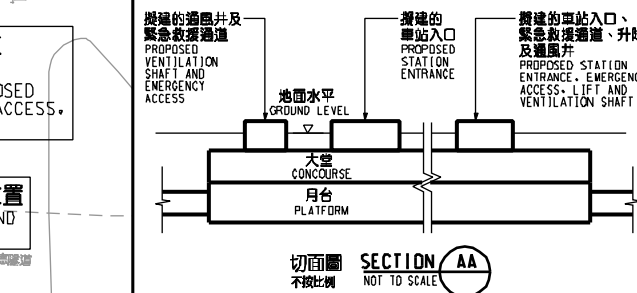 OSED
ACCESS.
置
ND
擬建的通風井及
緊急救援通道
PROPOSED
VENTILATION
SHAFT AND
EMERGENCY
ACCESS
擬建的
車站入口
PROPOSED
STATION
ENTRANCE
擬建的車站入口、
緊急救援通道、升降
及通風井
PROPOSED STATION
ENTRANCE, EMERGENC
ACCESS, LIFT AND
VENTILATION SHAFT
地面水平
GROUND LEVEL
大堂
CONCOURSE
月台
PLATFORM
切面圖 SECTION AA
不按比例 NOT TO SCALE